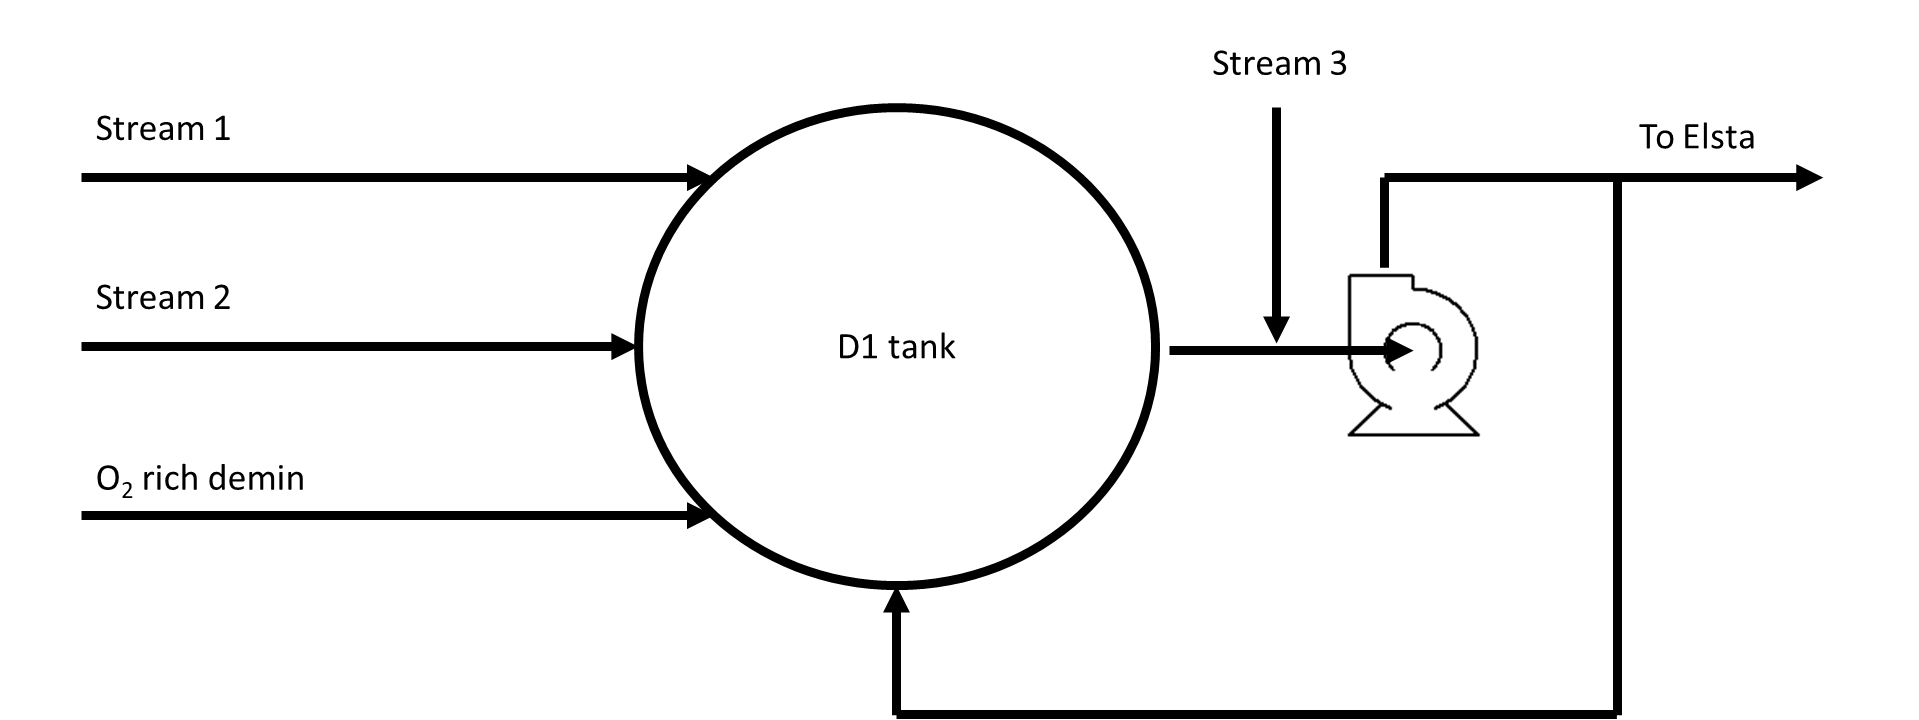 Stream 3
Stream 1
To Elsta
Stream 2
D1 tank
O₂ rich demin